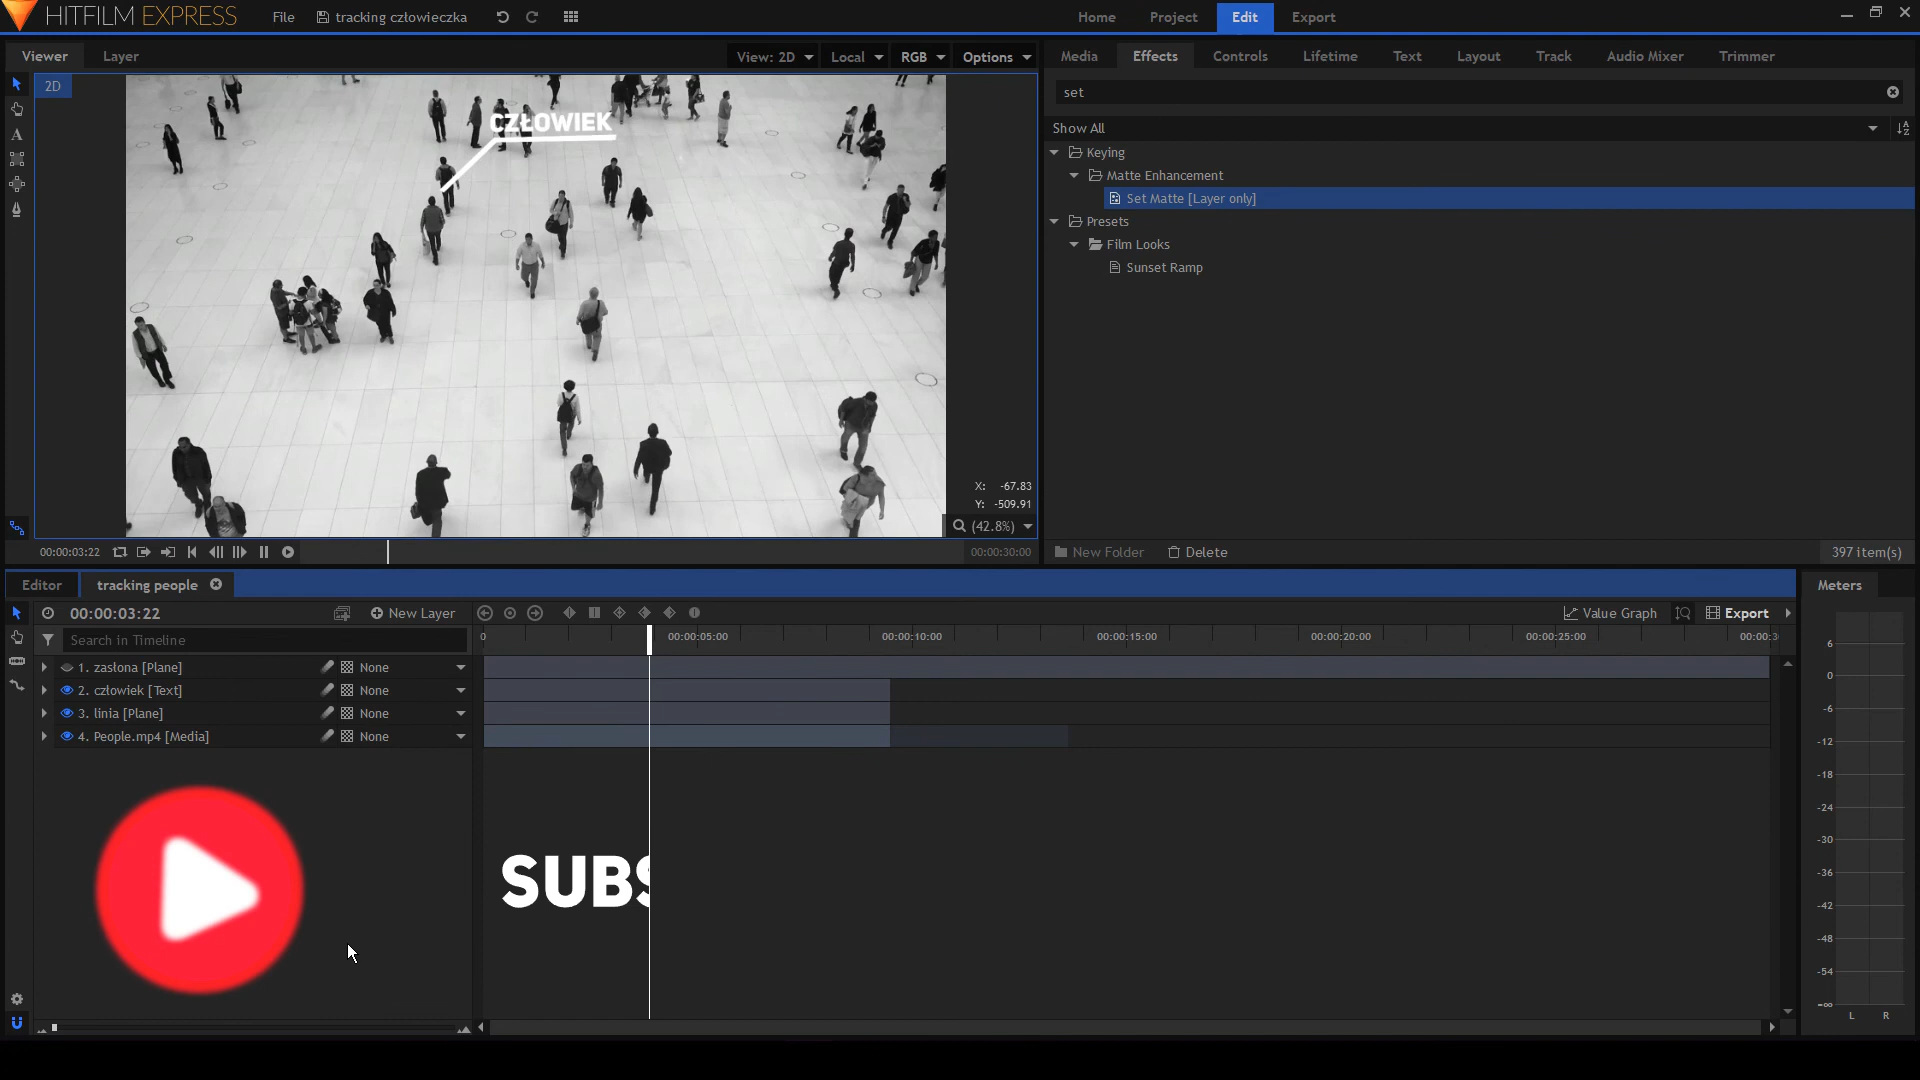 HITFILM EXPRESS
File
tracking człowieczka
Home
Project
Edit
Export
Viewer
Layer
View: 2D
Local
RGB
Options
2D
CZŁOWIEK
X: -67.83
Y: -509.91
(42.8%)
00:00:03:22
00:00:30:00
Media
Effects
Controls
Lifetime
Text
Layout
Track
Audio Mixer
Trimmer
set
Show All
Keying
Matte Enhancement
Set Matte [Layer only]
Presets
Film Looks
Sunset Ramp
New Folder
Delete
397 item(s)
Editor
tracking people
00:00:03:22
New Layer
Value Graph
Export
Search in Timeline
0
00:00:05:00
00:00:10:00
00:00:15:00
00:00:20:00
00:00:25:00
00:00:3
1. zasłona [Plane]
None
2. człowiek [Text]
None
3. linia [Plane]
None
4. People.mp4 [Media]
None
SUBS
Meters
6
0
-6
-12
-18
-24
-30
-36
-42
-48
-54
-∞
L
R